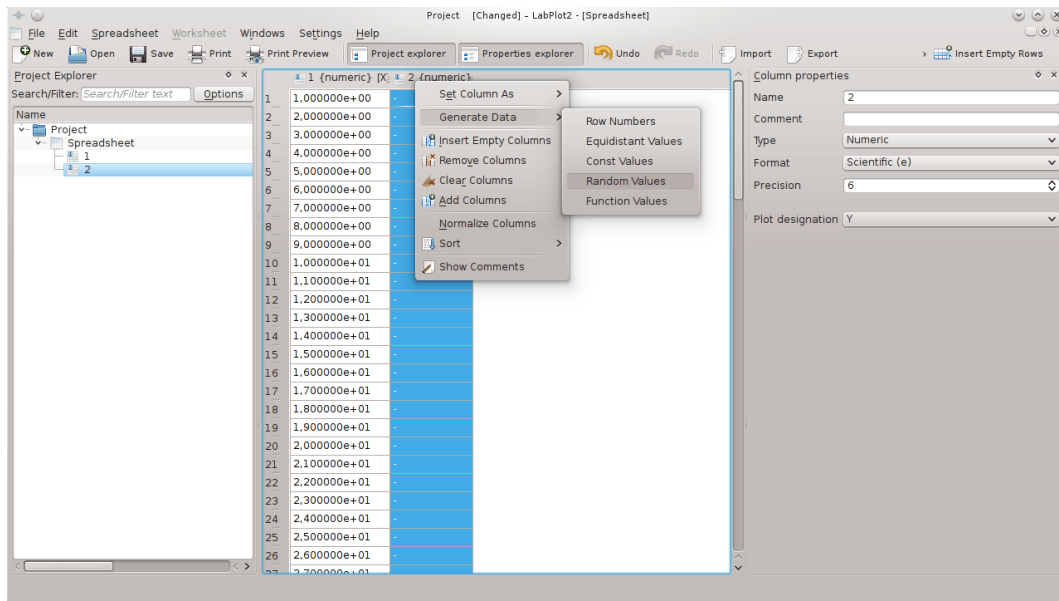 Project [Changed] – LabPlot2 – [Spreadsheet]
File Edit Spreadsheet Worksheet Windows Settings Help
New Open Save Print Print Preview Project explorer Properties explorer Undo Redo Import Export Insert Empty Rows
Project Explorer
Search/Filter: Search/Filter text Options
Name
Project
Spreadsheet
1
2
1 {numeric} [X] 2 {numeric}
1 1,000000e+00 -
2 2,000000e+00
3 3,000000e+00
4 4,000000e+00
5 5,000000e+00
6 6,000000e+00
7 7,000000e+00
8 8,000000e+00
9 9,000000e+00
10 1,000000e+01
11 1,100000e+01 -
12 1,200000e+01 -
13 1,300000e+01 -
14 1,400000e+01 -
15 1,500000e+01 -
16 1,600000e+01 -
17 1,700000e+01 -
18 1,800000e+01 -
19 1,900000e+01 -
20 2,000000e+01 -
21 2,100000e+01 -
22 2,200000e+01 -
23 2,300000e+01 -
24 2,400000e+01 -
25 2,500000e+01 -
26 2,600000e+01 -
27 2,700000e+01
Set Column As
Generate Data
Insert Empty Columns
Remove Columns
Clear Columns
Add Columns
Normalize Columns
Sort
Show Comments
Row Numbers
Equidistant Values
Const Values
Random Values
Function Values
Column properties
Name 2
Comment
Type Numeric
Format Scientific (e)
Precision 6
Plot designation Y